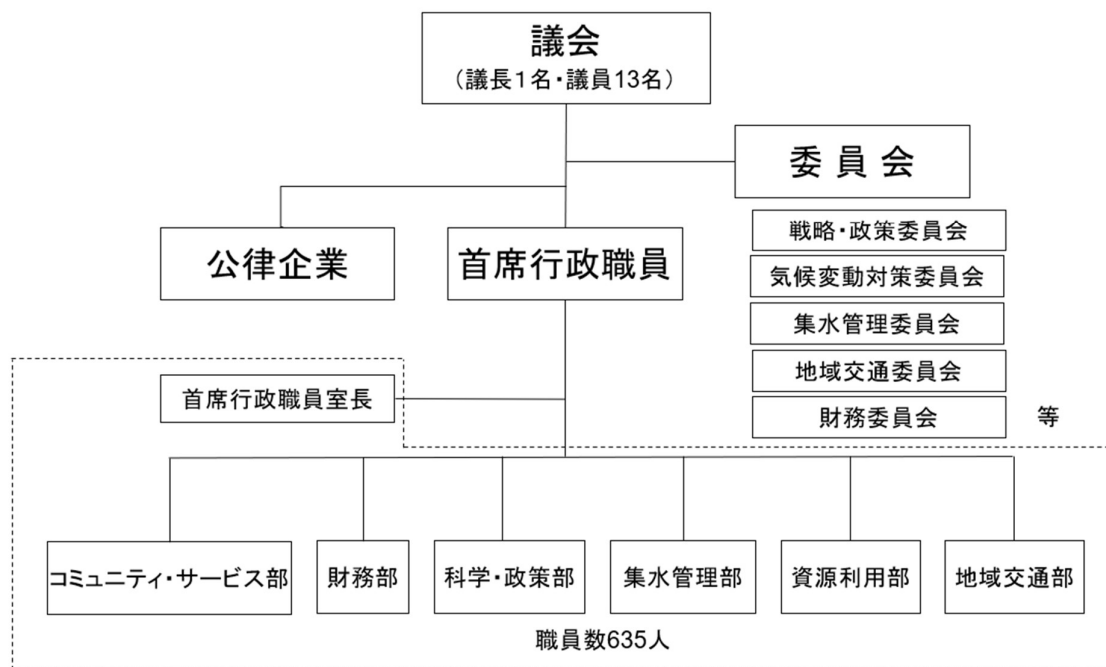 議会
（議長１名・議員13名）
委員会
公律企業
首席行政職員
戦略・政策委員会
気候変動対策委員会
集水管理委員会
地域交通委員会
財務委員会
等
首席行政職員室長
コミュニティ・サービス部
財務部
科学・政策部
集水管理部
資源利用部
地域交通部
職員数635人